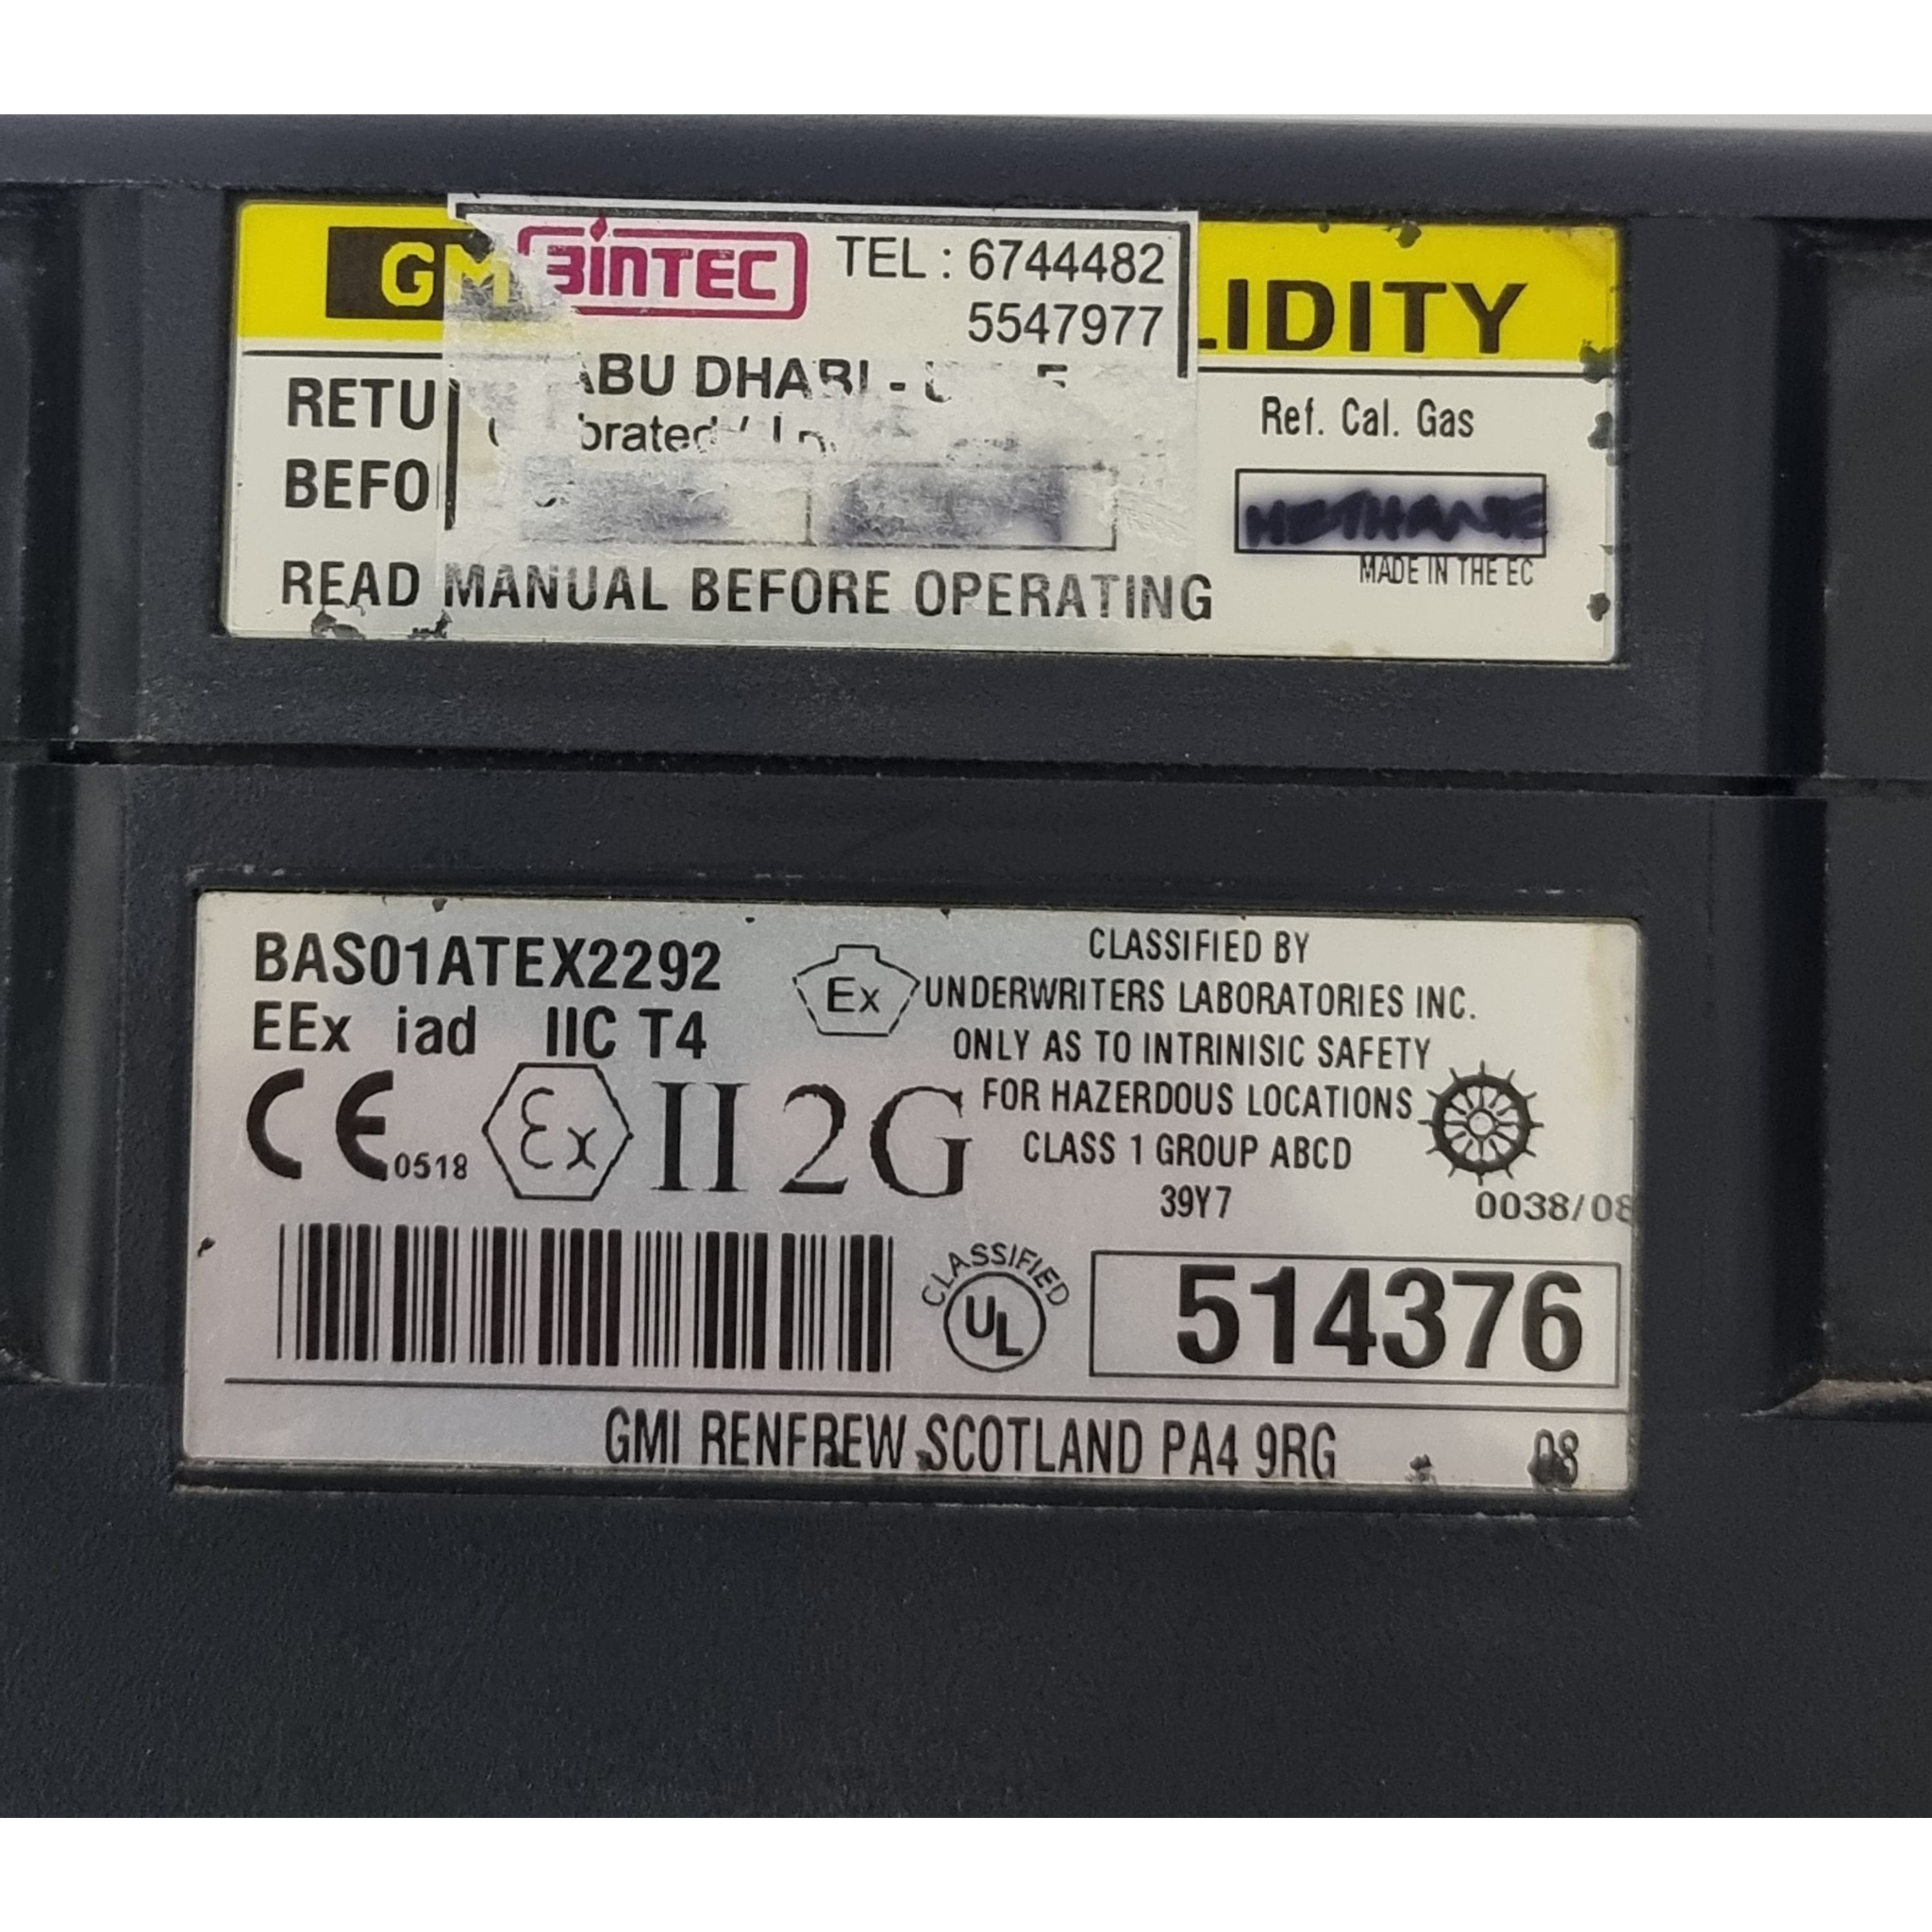 GM
BINTEC
TEL : 6744482
5547977
LIDITY
ABU DHABI -
RETU
BEFO
Ref. Cal. Gas
METHANE
MADE IN THE EC
READ MANUAL BEFORE OPERATING
BAS01ATEX2292
EEx iad IIC T4
Ex
CLASSIFIED BY
UNDERWRITERS LABORATORIES INC.
ONLY AS TO INTRINISIC SAFETY
FOR HAZERDOUS LOCATIONS
CLASS 1 GROUP ABCD
39Y7
CE 0518 Ex II 2G
0038/08
CLASSIFIED
UL
514376
GMI RENFREW SCOTLAND PA4 9RG 08